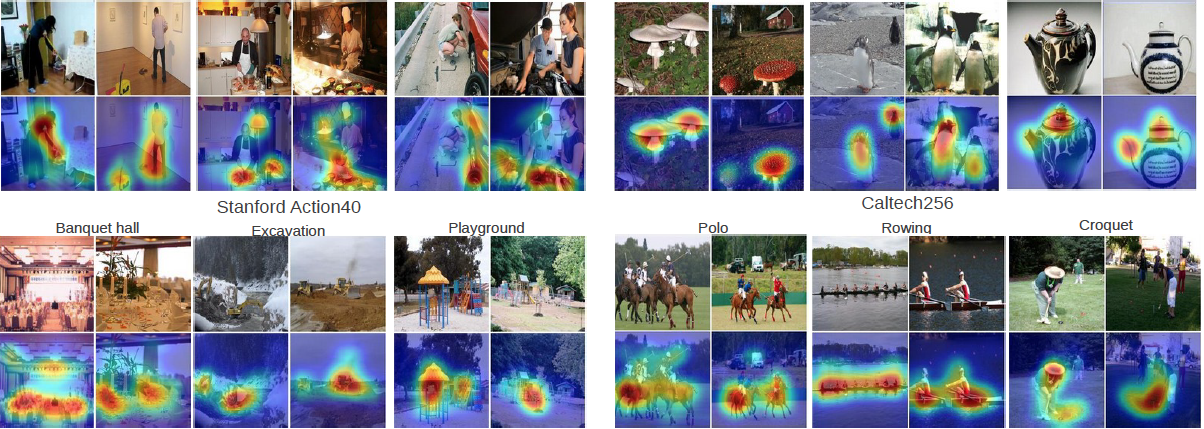 Stanford Action40
Caltech256
Banquet hall
Excavation
Playground
Polo
Rowing
Croquet